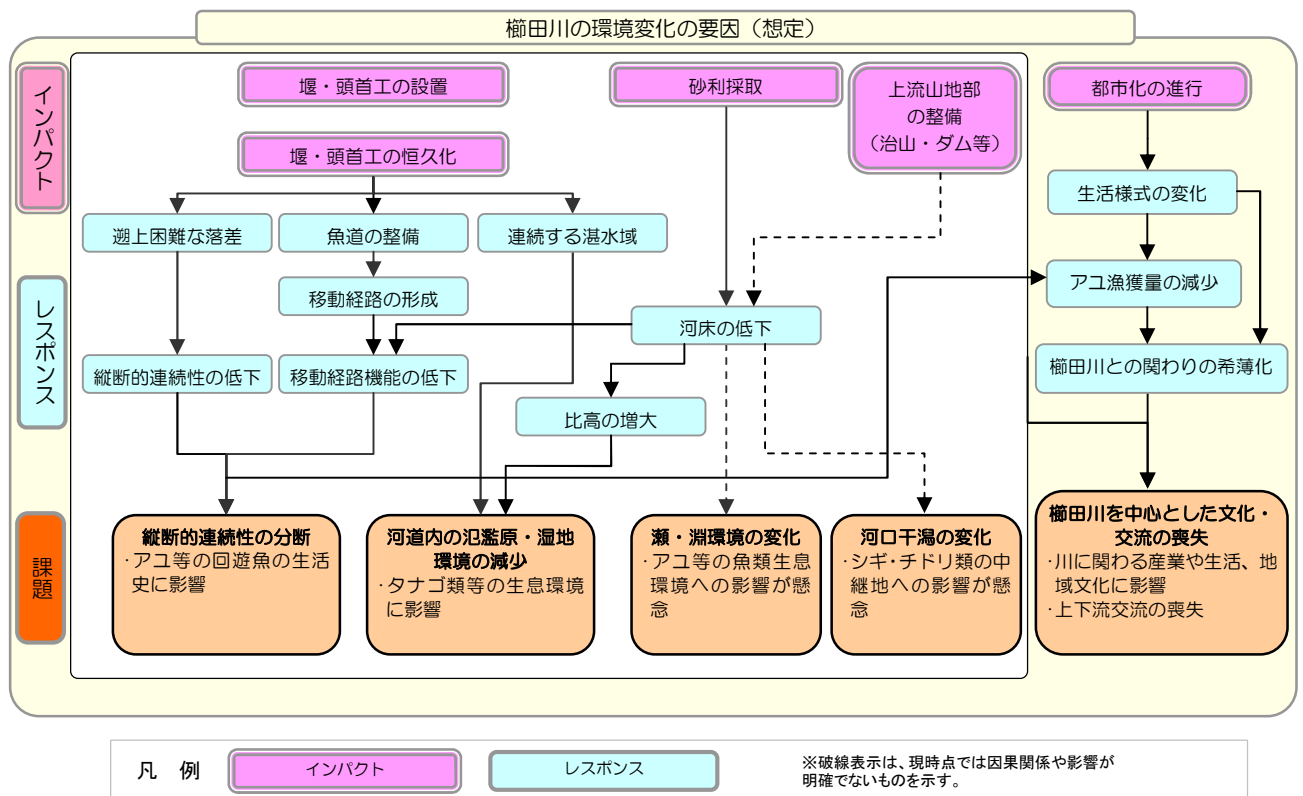 櫛田川の環境変化の要因（想定）
インパクト
堰・頭首工の設置
砂利採取
上流山地部
の整備
（治山・ダム等）
都市化の進行
堰・頭首工の恒久化
生活様式の変化
遡上困難な落差
魚道の整備
連続する湛水域
レスポンス
移動経路の形成
アユ漁獲量の減少
河床の低下
縦断的連続性の低下
移動経路機能の低下
櫛田川との関わりの希薄化
比高の増大
課題
縦断的連続性の分断
・アユ等の回遊魚の生活
史に影響
河道内の氾濫原・湿地
環境の減少
・タナゴ類等の生息環境
に影響
瀬・淵環境の変化
・アユ等の魚類生息
環境への影響が懸
念
河口干潟の変化
・シギ・チドリ類の中
継地への影響が懸
念
櫛田川を中心とした文化・
交流の喪失
・川に関わる産業や生活、地
域文化に影響
・上下流交流の喪失
凡　例
インパクト
レスポンス
※破線表示は、現時点では因果関係や影響が
明確でないものを示す。